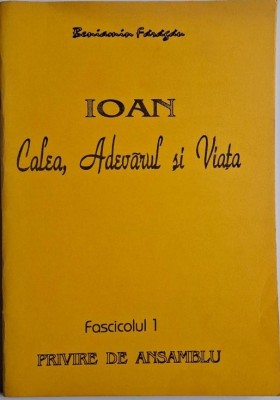 Beniamin Fărăgău
IOAN
Calea, Adevărul și Viața
Fascicolul 1
PRIVIRE DE ANSAMBLU